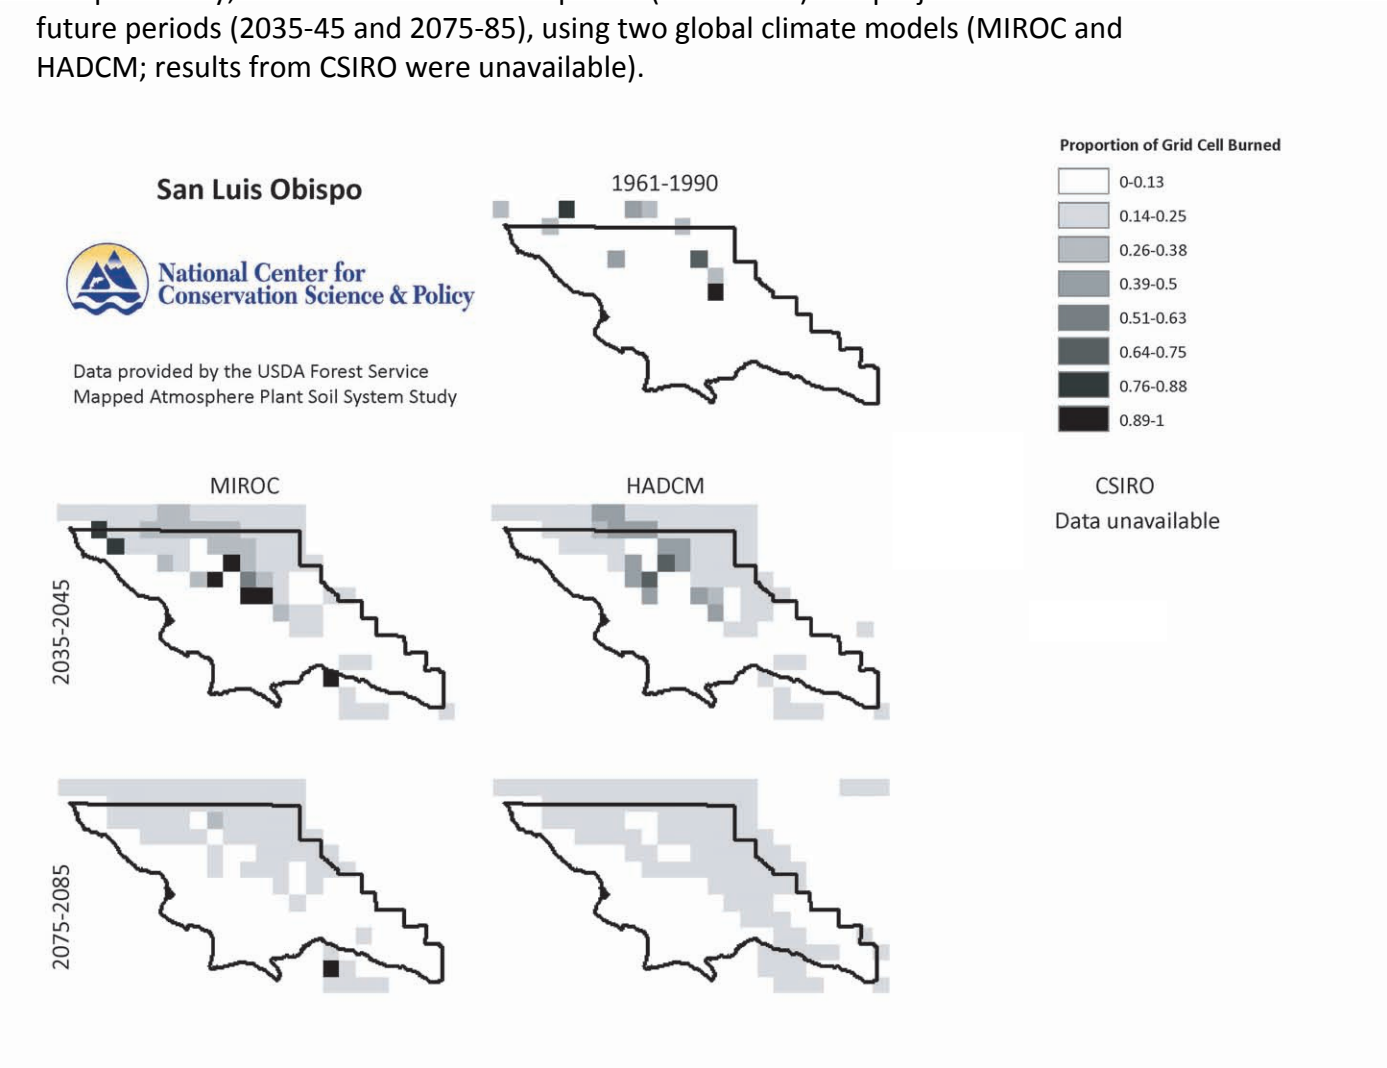 future periods (2035-45 and 2075-85), using two global climate models (MIROC and
HADCM; results from CSIRO were unavailable).
San Luis Obispo
National Center for
Conservation Science & Policy
Data provided by the USDA Forest Service
Mapped Atmosphere Plant Soil System Study
1961-1990
Proportion of Grid Cell Burned
0-0.13
0.14-0.25
0.26-0.38
0.39-0.5
0.51-0.63
0.64-0.75
0.76-0.88
0.89-1
MIROC
HADCM
CSIRO
Data unavailable
2035-2045
2075-2085